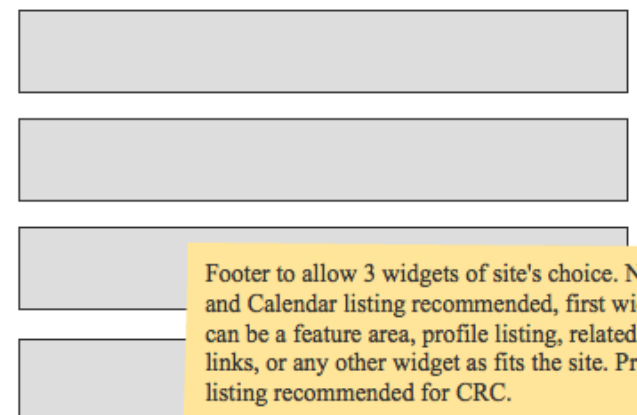 Footer to allow 3 widgets of site's choice.
and Calendar listing recommended, first
can be a feature area, profile listing, related
links, or any other widget as fits the site.
listing recommended for CRC.